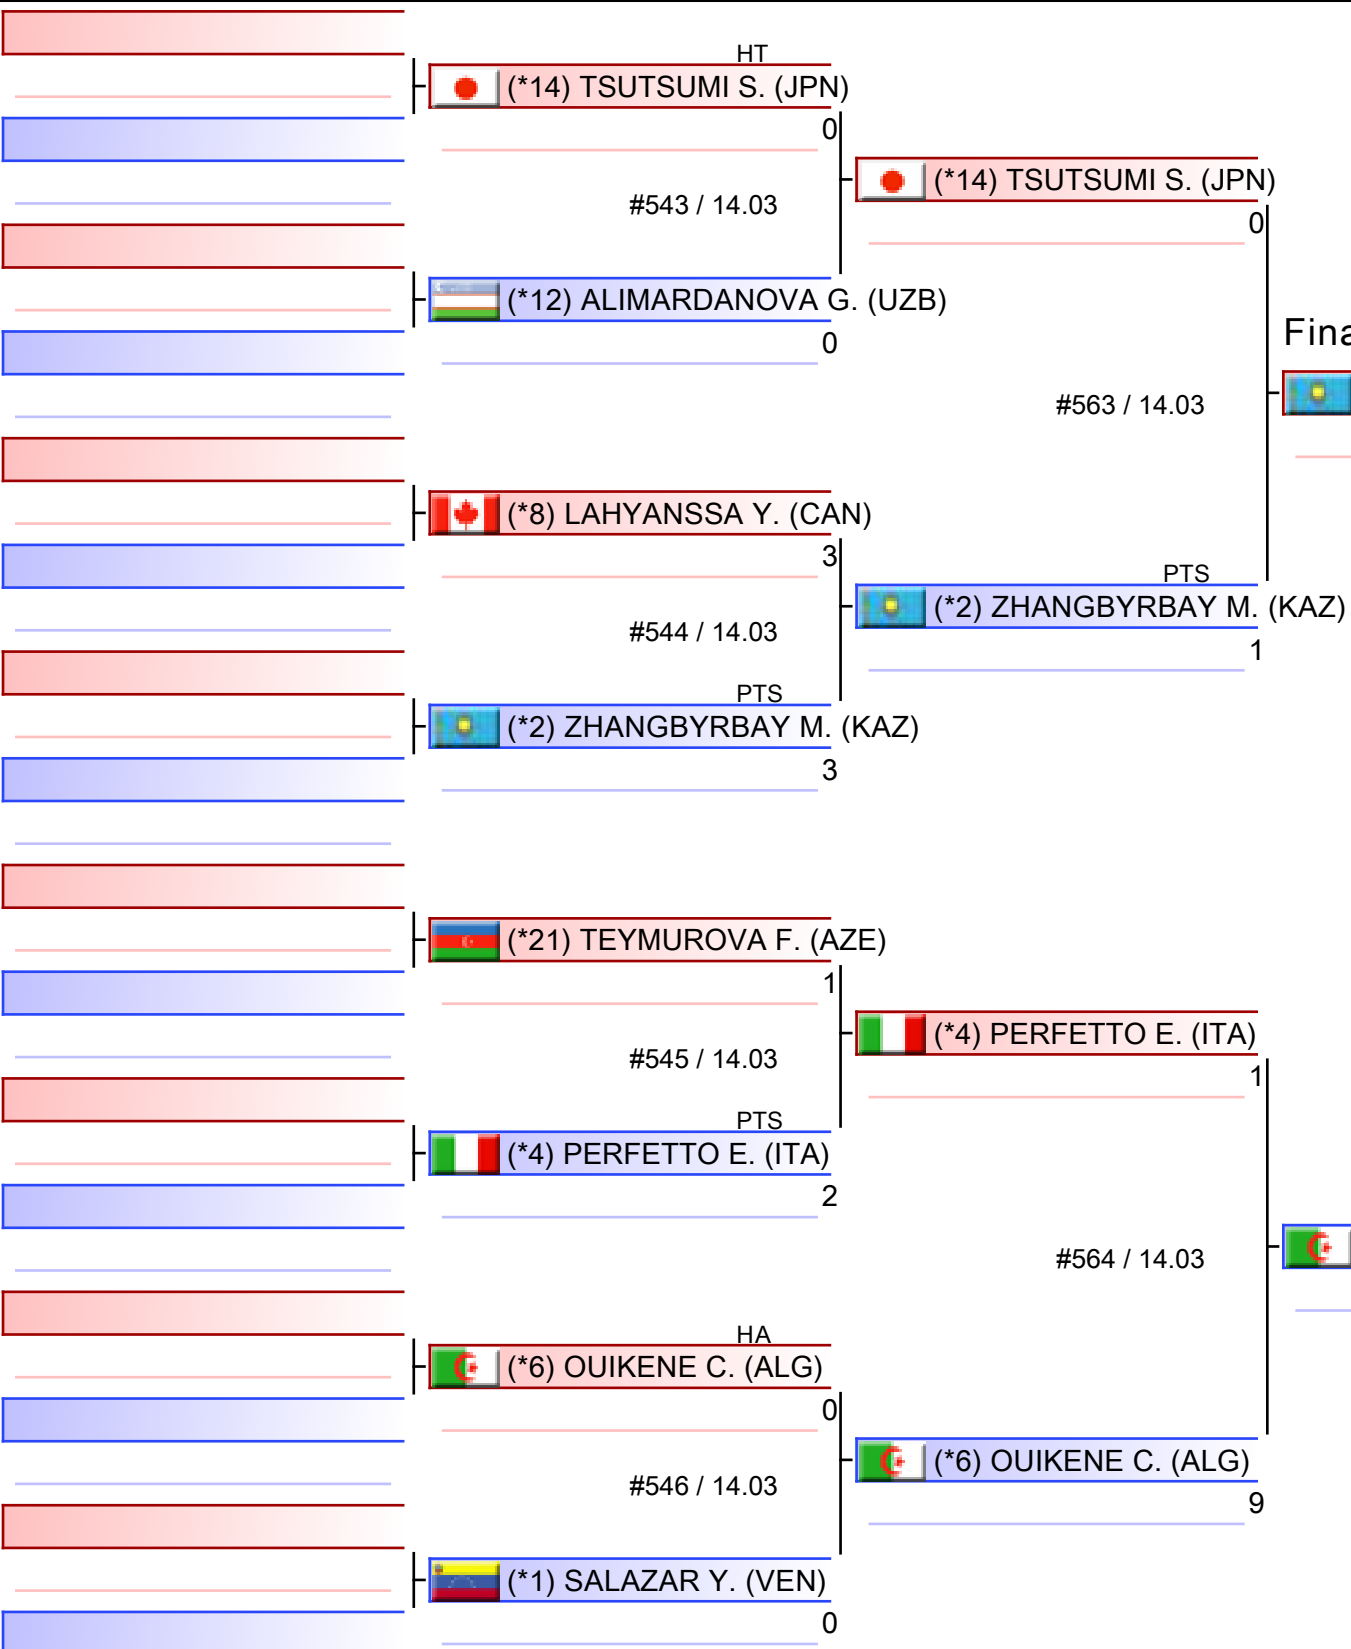 HT
(*14) TSUTSUMI S. (JPN)
0
#543 / 14.03
(*12) ALIMARDANOVA G. (UZB)
0
(*14) TSUTSUMI S. (JPN)
0
#563 / 14.03
Fina
(*8) LAHYANSSA Y. (CAN)
3
#544 / 14.03
PTS
(*2) ZHANGBYRBAY M. (KAZ)
3
PTS
(*2) ZHANGBYRBAY M. (KAZ)
1
(*21) TEYMUROVA F. (AZE)
1
#545 / 14.03
PTS
(*4) PERFETTO E. (ITA)
2
(*4) PERFETTO E. (ITA)
1
#564 / 14.03
HA
(*6) OUIKENE C. (ALG)
0
#546 / 14.03
(*6) OUIKENE C. (ALG)
9
(*1) SALAZAR Y. (VEN)
0